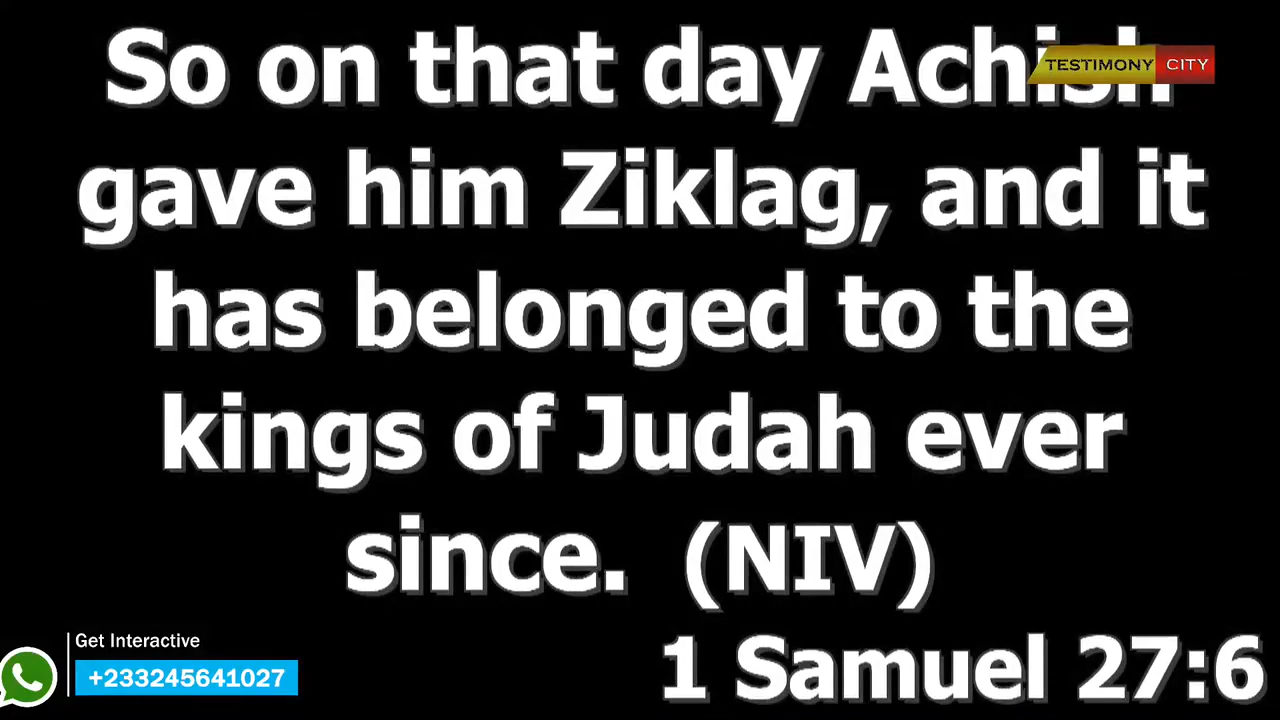 So on that day Achish
TESTIMONY CITY
gave him Ziklag, and it
has belonged to the
kings of Judah ever
since. (NIV)
Get Interactive
+233245641027
1 Samuel 27:6